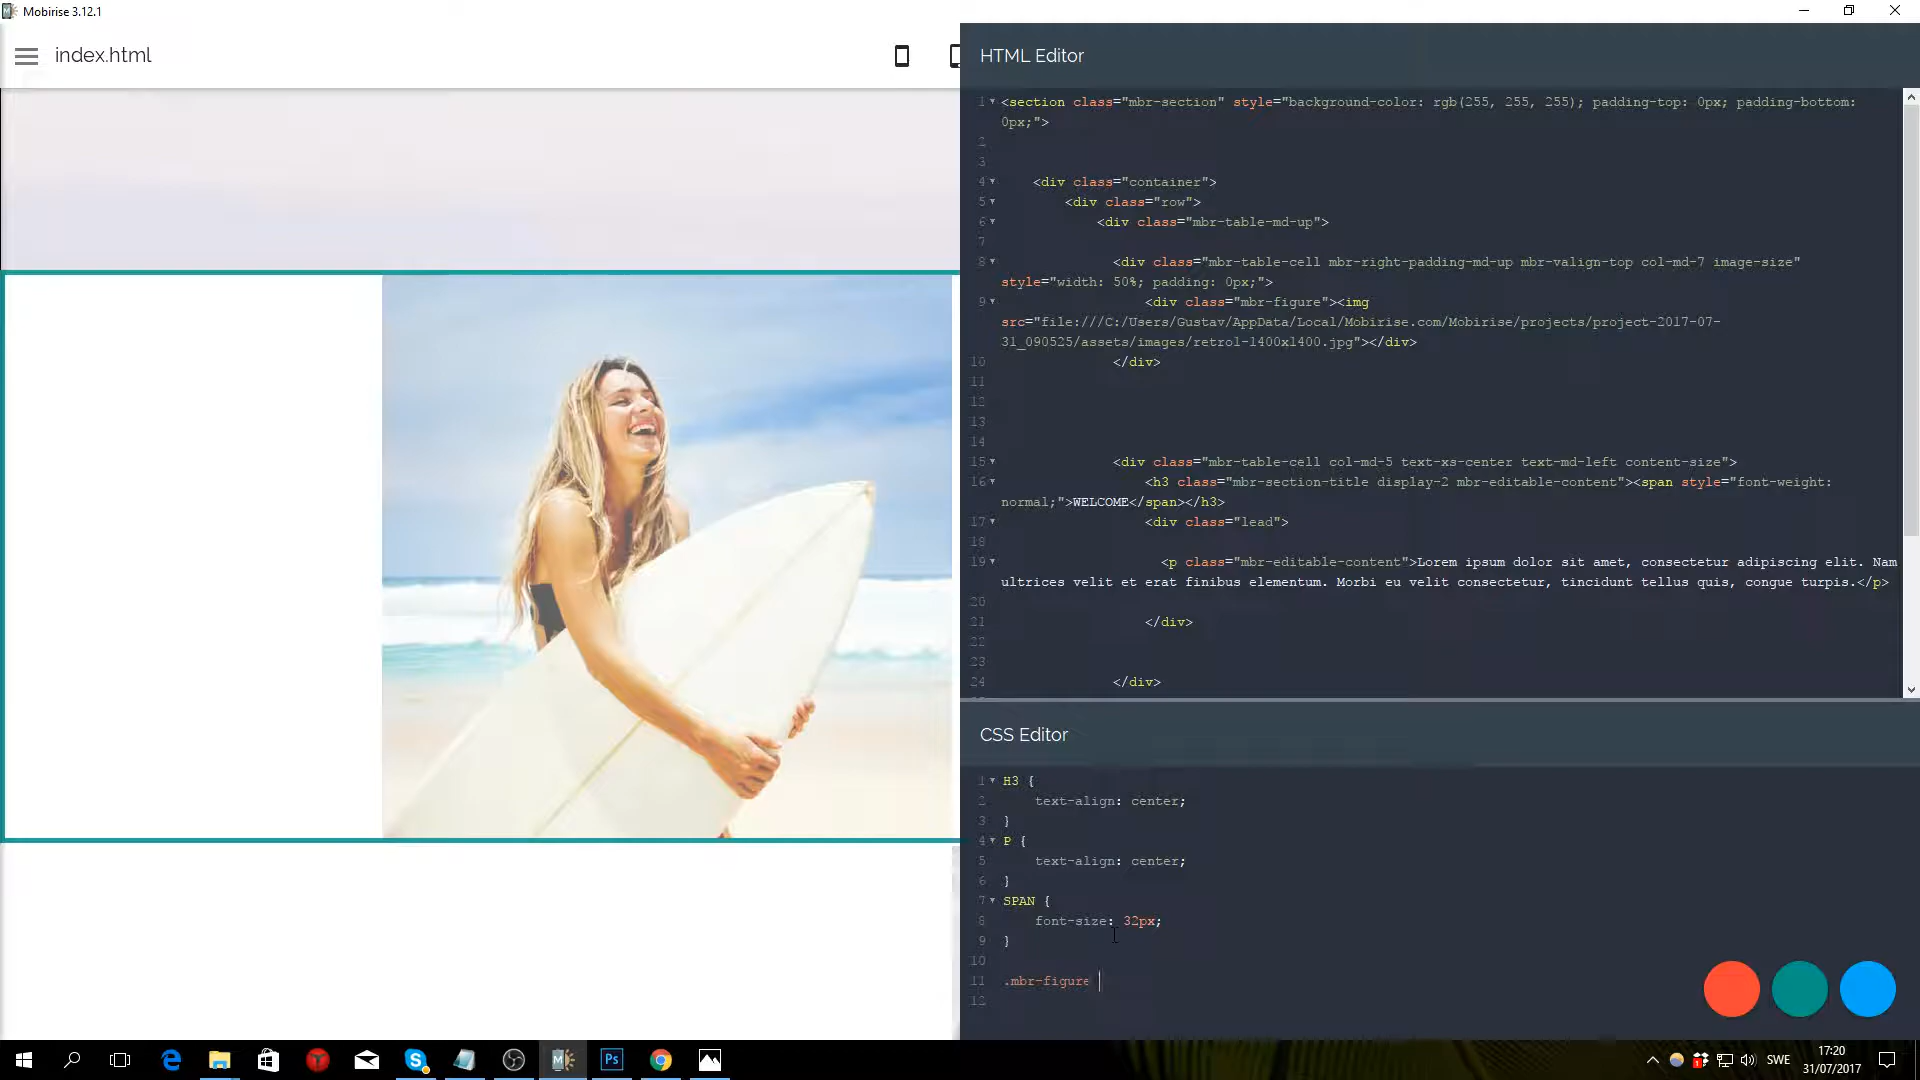 Mobirise 3.12.1
index.html
HTML Editor
1 <section class="mbr-section" style="background-color: rgb(255, 255, 255); padding-top: 0px; padding-bottom:
0px;">
2
3
4 <div class="container">
5 <div class="row">
6 <div class="mbr-table-md-up">
7
8 <div class="mbr-table-cell mbr-right-padding-md-up mbr-valign-top col-md-7 image-size"
style="width: 50%; padding: 0px;">
9 <div class="mbr-figure"><img
src="file:///C:/Users/Gustav/AppData/Local/Mobirise.com/Mobirise/projects/project-2017-07-
31_090525/assets/images/retro1-1400x1400.jpg"></div>
10 </div>
11
12
13
14
15 <div class="mbr-table-cell col-md-5 text-xs-center text-md-left content-size">
16 <h3 class="mbr-section-title display-2 mbr-editable-content"><span style="font-weight:
normal;">WELCOME</span></h3>
17 <div class="lead">
18
19 <p class="mbr-editable-content">Lorem ipsum dolor sit amet, consectetur adipiscing elit. Nam
ultrices velit et erat finibus elementum. Morbi eu velit consectetur, tincidunt tellus quis, congue turpis.</p>
20
21 </div>
22
23
24 </div>
CSS Editor
1 H3 {
2 text-align: center;
3 }
4 P {
5 text-align: center;
6 }
7 SPAN {
8 font-size: 32px;
9 }
10
11 .mbr-figure
12
Ps
SWE
17:20
31/07/2017